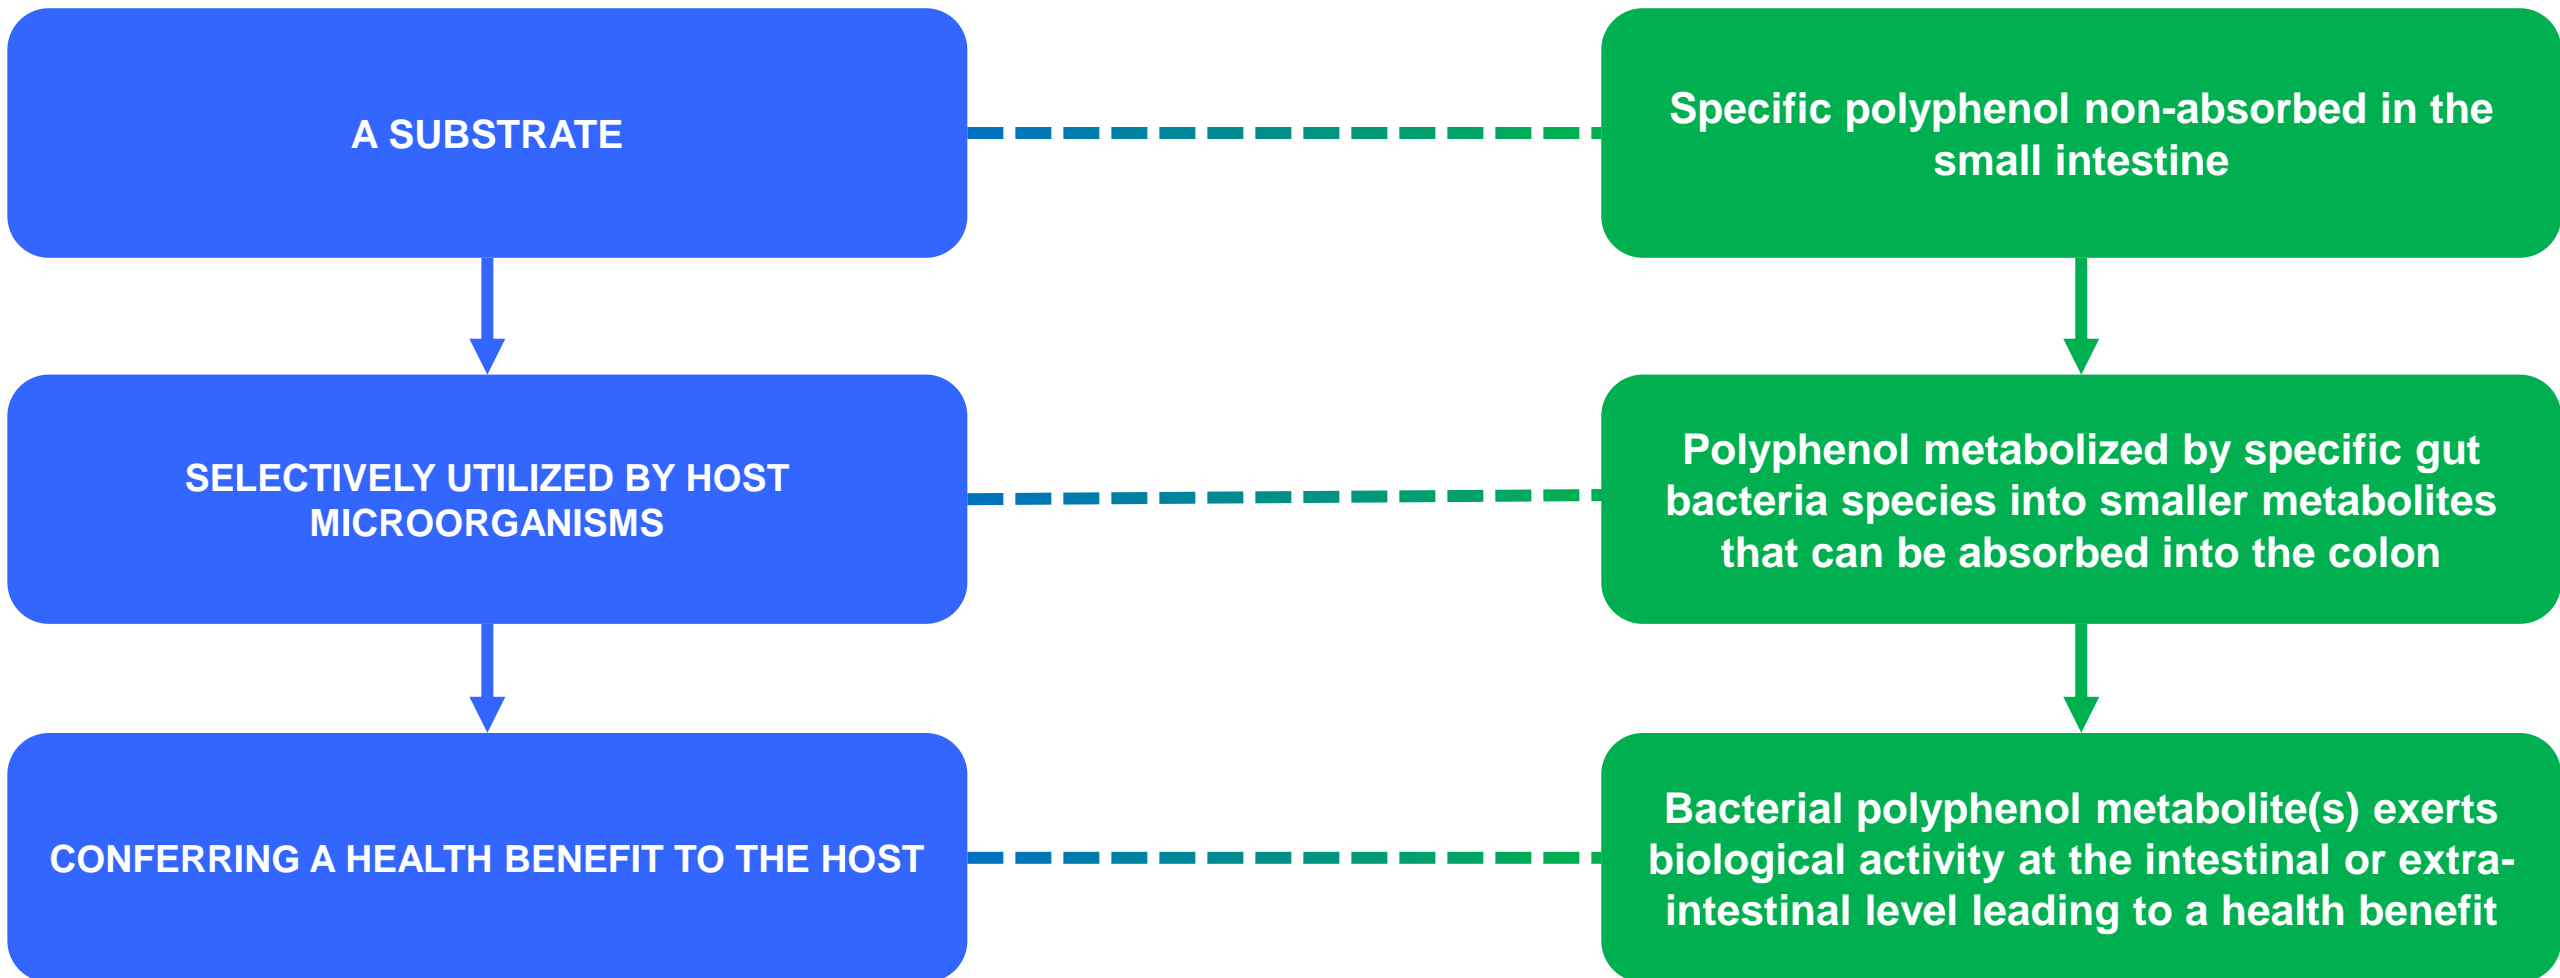 A SUBSTRATE
Specific polyphenol non-absorbed in the
small intestine
SELECTIVELY UTILIZED BY HOST
MICROORGANISMS
Polyphenol metabolized by specific gut
bacteria species into smaller metabolites
that can be absorbed into the colon
CONFERRING A HEALTH BENEFIT TO THE HOST
Bacterial polyphenol metabolite(s) exerts
biological activity at the intestinal or extra-
intestinal level leading to a health benefit